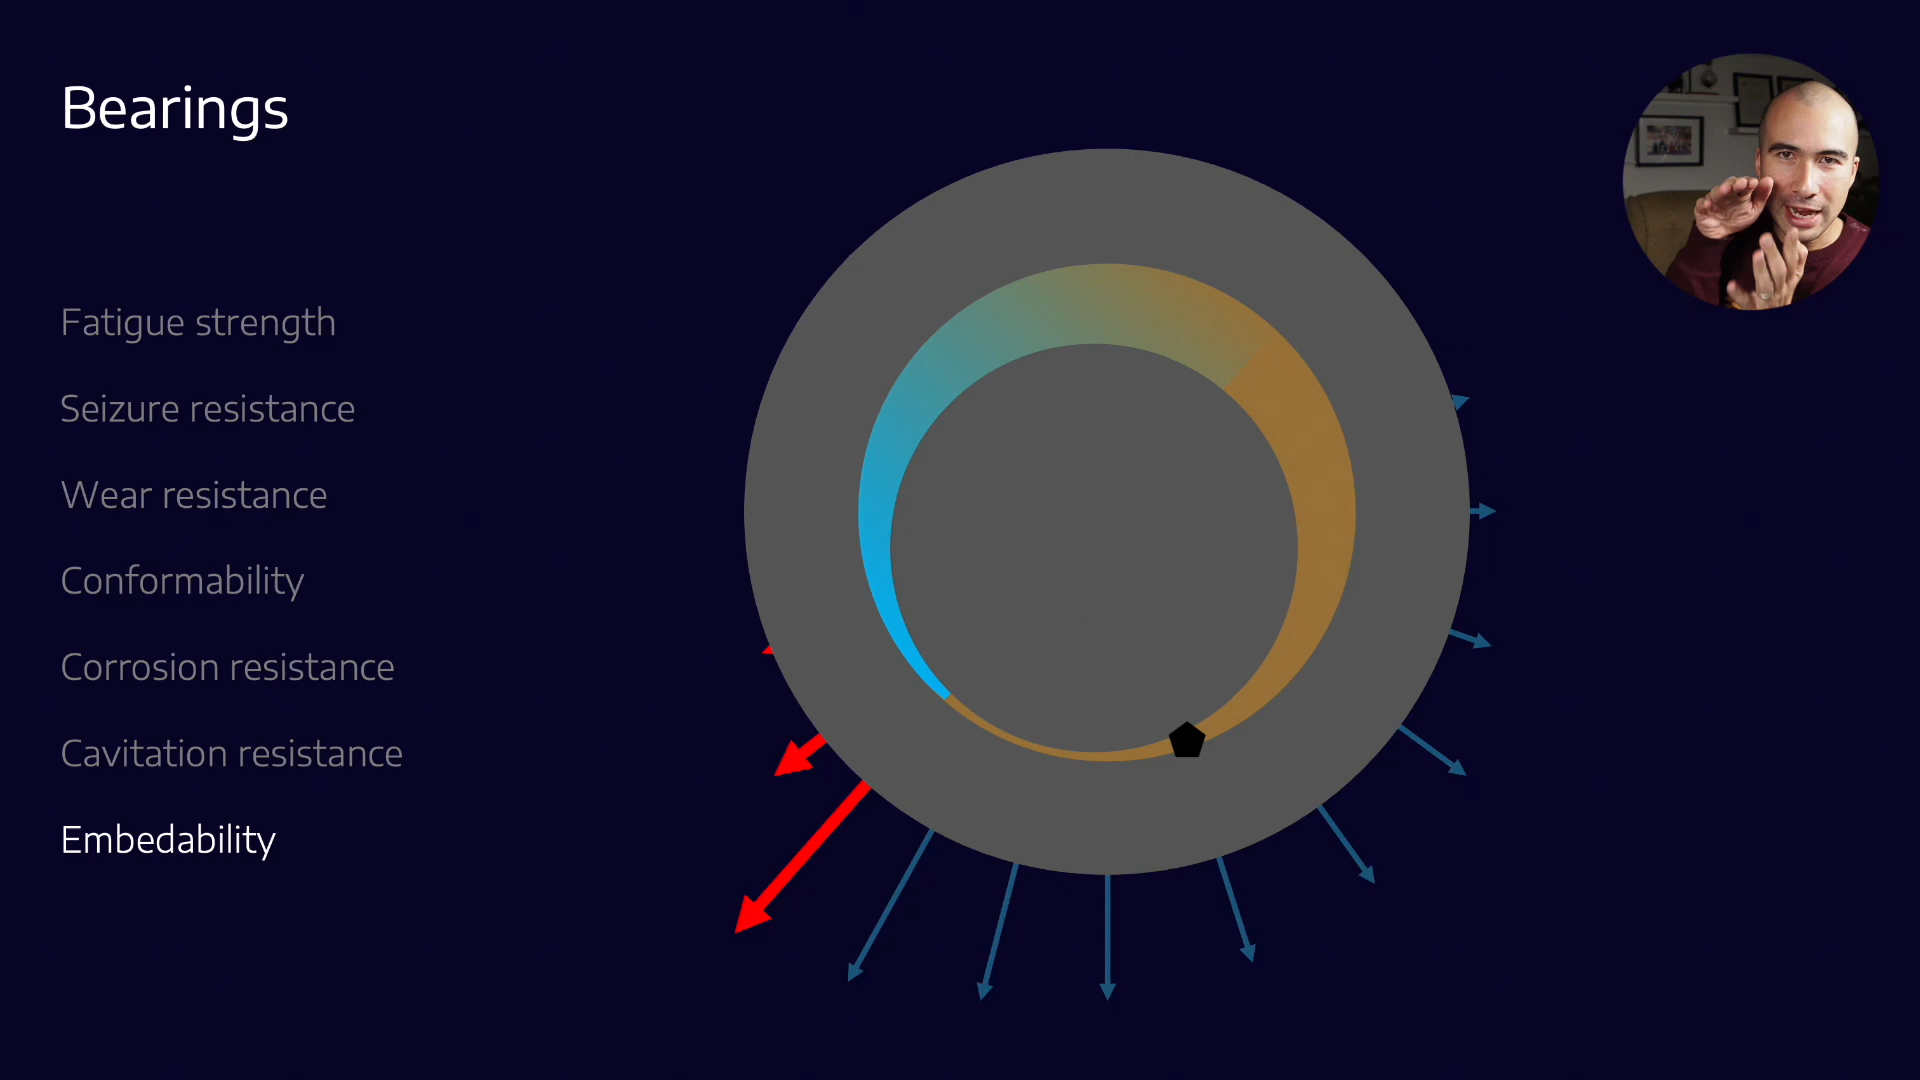 Bearings
Fatigue strength
Seizure resistance
Wear resistance
Conformability
Corrosion resistance
Cavitation resistance
Embedability